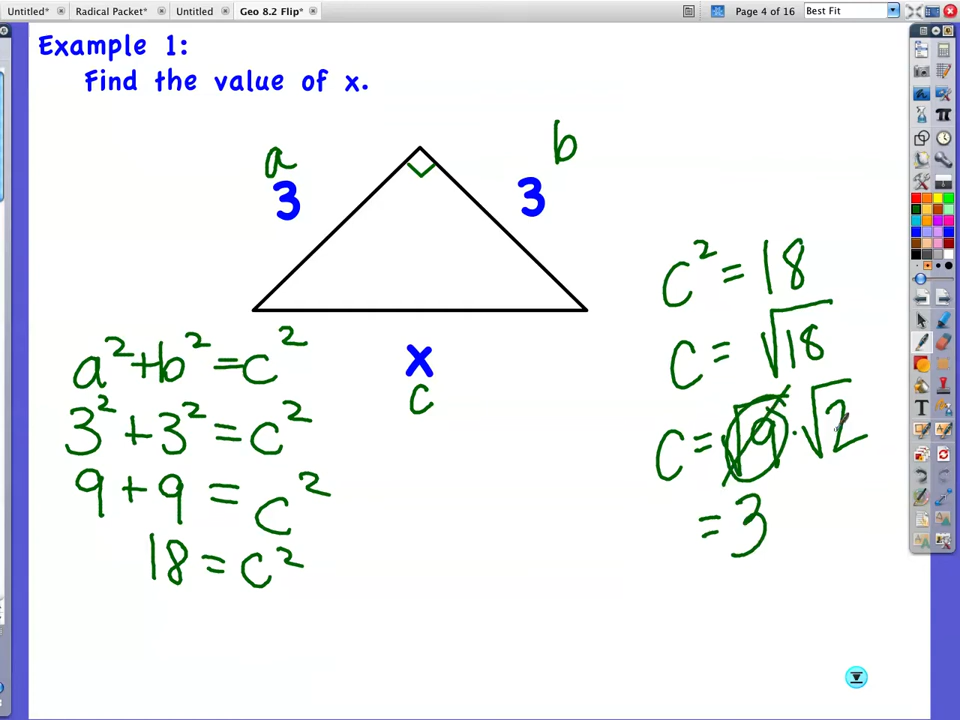 Untitled* Radical Packet* Untitled Geo 8.2 Flip* Page 4 of 16 Best Fit
Example 1:
Find the value of x.
a
b
3
3
x
c
a²+b²=c²
3²+3²=c²
9+9=c²
18=c²
c²=18
c=√18
c=√9·√2
=3
T